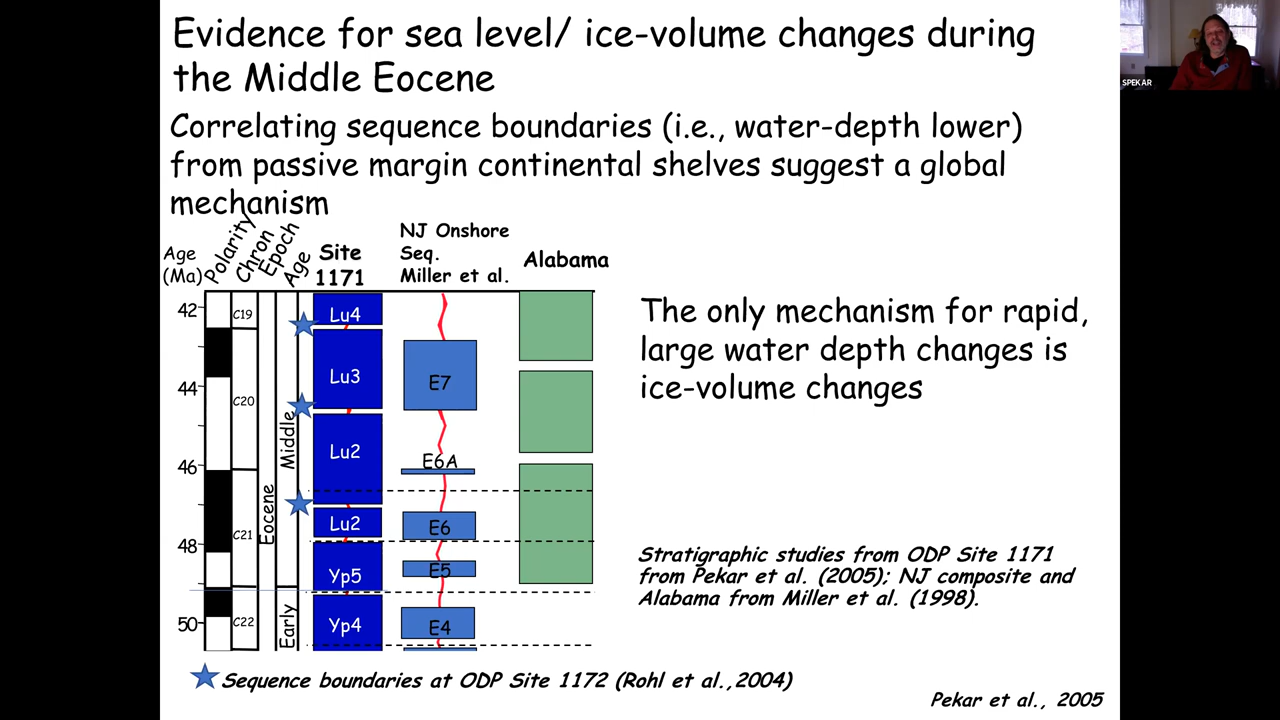 Evidence for sea level/ ice-volume changes during
the Middle Eocene
SPEKAR
Correlating sequence boundaries (i.e., water-depth lower)
from passive margin continental shelves suggest a global
mechanism
Age
(Ma)
Polarity
Chron
Epoch
Age
Site
1171
NJ Onshore
Seq.
Miller et al.
Alabama
42
44
46
48
50
C19
C20
C21
C22
Eocene
Middle
Early
Lu4
Lu3
Lu2
Lu2
Yp5
Yp4
E7
E6A
E6
E5
E4
The only mechanism for rapid,
large water depth changes is
ice-volume changes
Stratigraphic studies from ODP Site 1171
from Pekar et al. (2005); NJ composite and
Alabama from Miller et al. (1998).
Sequence boundaries at ODP Site 1172 (Rohl et al.,2004)
Pekar et al., 2005